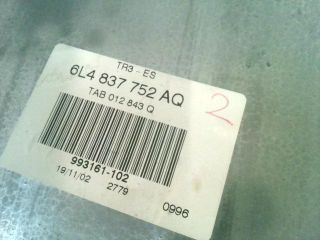 TR3 - ES
6L4 837 752 AQ
TAB 012 843 Q
2
993161-102
19/11/02 2779
0996